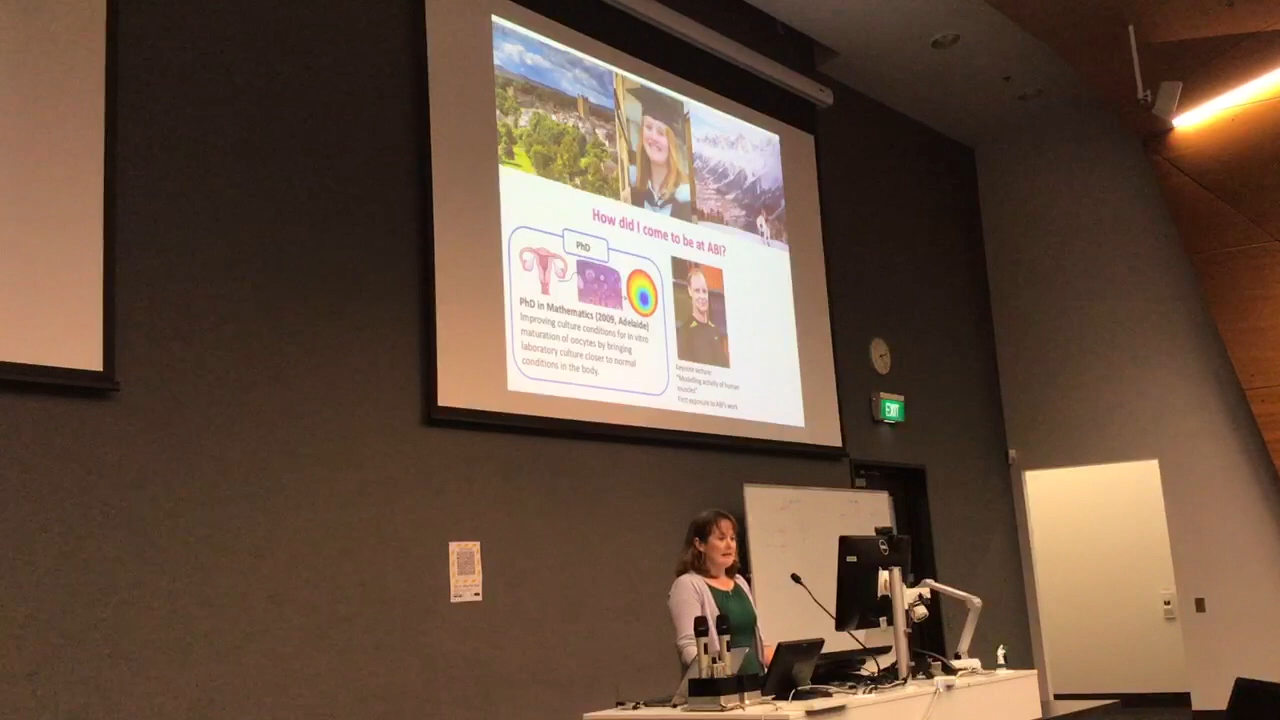 How did I come to be at ABI?
PhD
PhD in Mathematics (2009, Adelaide)
Improving culture conditions for in vitro
maturation of oocytes by bringing
laboratory culture closer to normal
conditions in the body.
Keynote lecture:
"Modelling activity of human
muscles"
First exposure to ABI's work
EXIT
DELL